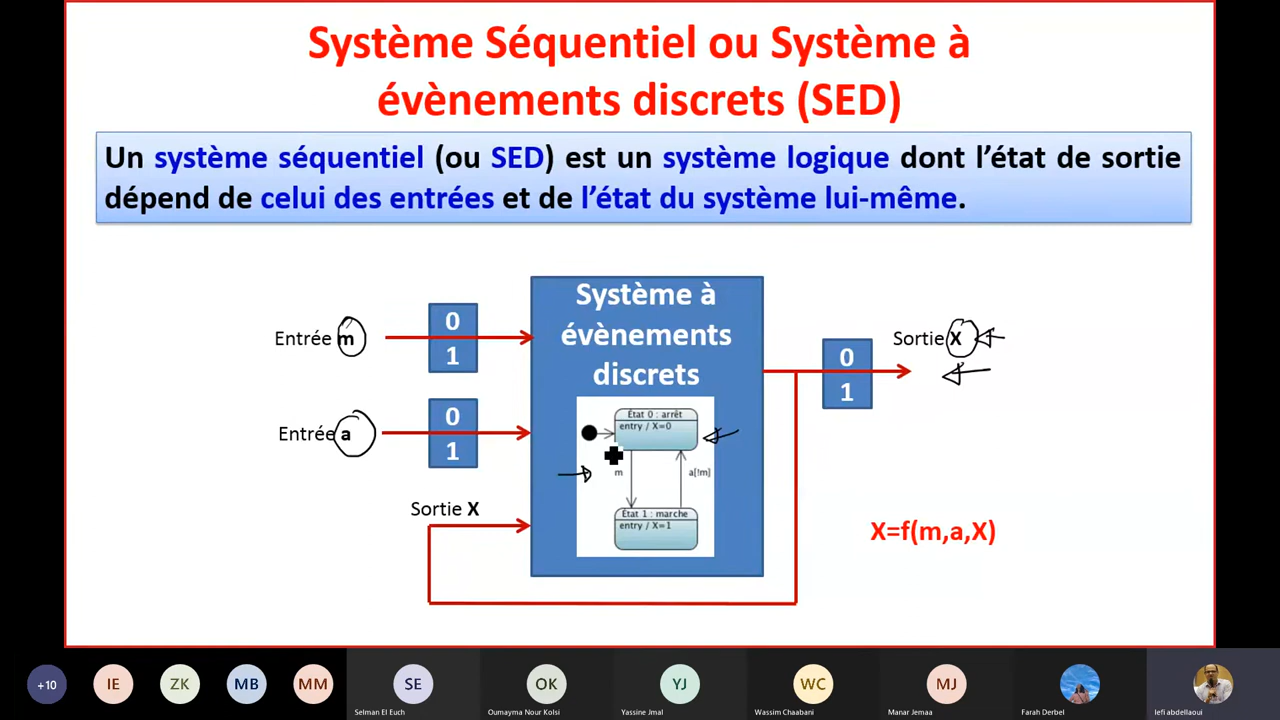 Système Séquentiel ou Système à
évènements discrets (SED)
Un système séquentiel (ou SED) est un système logique dont l’état de sortie
dépend de celui des entrées et de l’état du système lui-même.
Système à
évènements
discrets
Entrée m
0
1
Entrée a
0
1
Sortie X
0
1
Sortie X
État 0 : arrêt
entry / X=0
m
a[!m]
État 1 : marche
entry / X=1
X=f(m,a,X)
+10
IE
ZK
MB
MM
SE
Selman El Euch
OK
Oumayma Nour Kolsi
YJ
Yassine Jmal
WC
Wassim Chaabani
MJ
Manar Jemaa
Farah Derbel
lefi abdellaoui